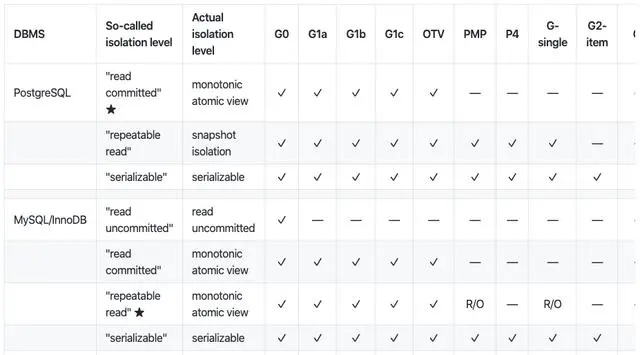 DBMS So-called isolation level Actual isolation level G0 G1a G1b G1c OTV PMP P4 G-single G2-item
PostgreSQL "read committed" ★ monotonic atomic view ✓ ✓ ✓ ✓ ✓ — — — —
"repeatable read" snapshot isolation ✓ ✓ ✓ ✓ ✓ ✓ ✓ ✓ —
"serializable" serializable ✓ ✓ ✓ ✓ ✓ ✓ ✓ ✓ ✓
MySQL/InnoDB "read uncommitted" read uncommitted ✓ — — — — — — — —
"read committed" monotonic atomic view ✓ ✓ ✓ ✓ ✓ — — — —
"repeatable read" ★ monotonic atomic view ✓ ✓ ✓ ✓ ✓ R/O — R/O —
"serializable" serializable ✓ ✓ ✓ ✓ ✓ ✓ ✓ ✓ ✓